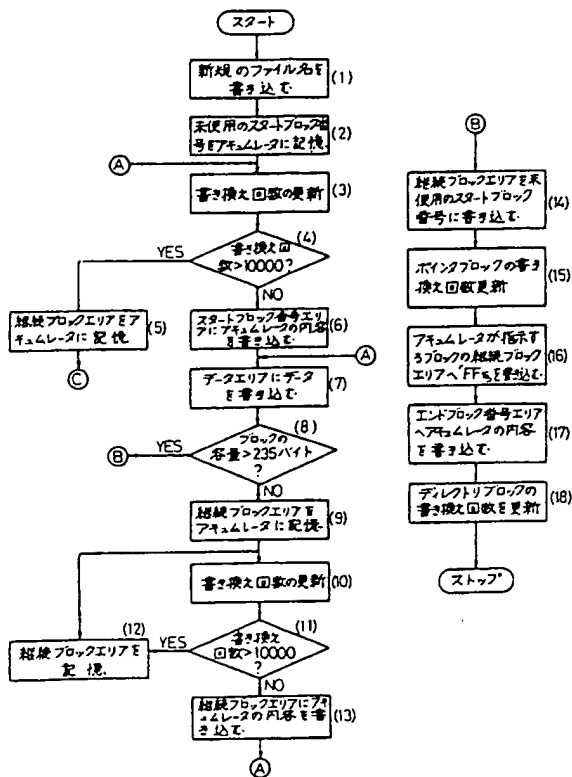 スタート
新規のファイル名を
書き込む
(1)
未使用のスタートブロック番
号をアキュムレータに記憶
(2)
A
書き換え回数の更新
(3)
(4)
書き換え回
数>10000?
YES
NO
継続ブロックエリアをア
キュムレータに記憶
(5)
C
スタートブロック番号エリ
アにアキュムレータの内容
を書き込む
(6)
A
データエリアにデータ
を書き込む
(7)
(8)
ブロックの
容量>235バイト
?
YES
B
NO
継続ブロックエリアを
アキュムレータに記憶
(9)
書き換え回数の更新
(10)
(11)
書き換え
回数>10000
?
YES
(12)
継続ブロックエリアを
記憶
NO
継続ブロックエリアにアキ
ュムレータの内容を書
き込む
(13)
A
B
継続ブロックエリアを未
使用のスタートブロック
番号に書き込む
(14)
ポインタブロックの書き
換え回数更新
(15)
アキュムレータが指示す
るブロックの継続ブロック
エリアへ'FF'を書き込む
(16)
エンドブロック番号エリア
へアキュムレータの内容
を書き込む
(17)
ディレクトリブロックの
書き換え回数を更新
(18)
ストップ